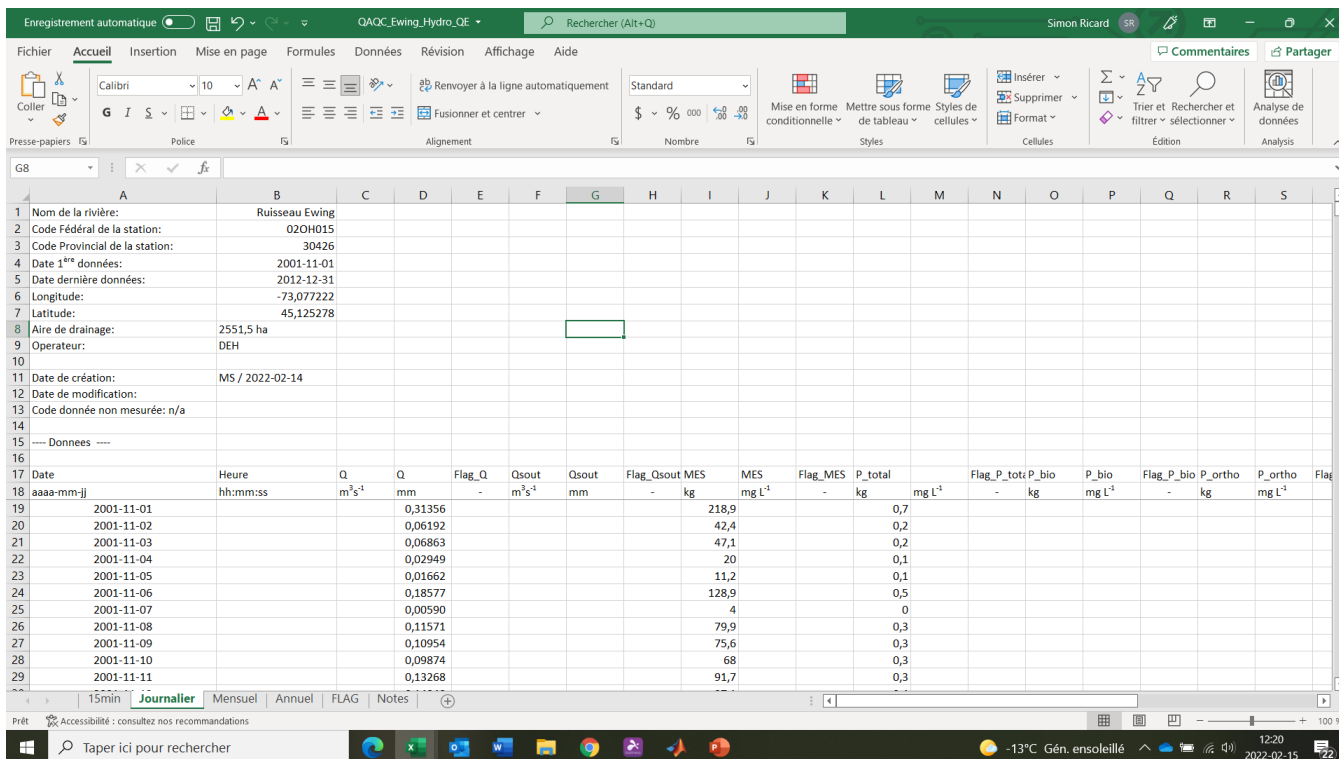 Enregistrement automatique QAQC_Ewing_Hydro_QE Rechercher (Alt+Q) Simon Ricard SR
Fichier Accueil Insertion Mise en page Formules Données Révision Affichage Aide Commentaires Partager
Coller Calibri 10 A^ Aˇ Renvoyer à la ligne automatiquement Standard Mise en forme conditionnelle Mettre sous forme de tableau Styles de cellules Insérer Supprimer Format Trier et filtrer Rechercher et sélectionner Analyse de données
G I S A Fusionner et centrer $ % 000
Presse-papiers Police Alignement Nombre Styles Cellules Édition Analysis
G8 fx
A B C D E F G H I J K L M N O P Q R S
1 Nom de la rivière: Ruisseau Ewing
2 Code Fédéral de la station: 02OH015
3 Code Provincial de la station: 30426
4 Date 1ère données: 2001-11-01
5 Date dernière données: 2012-12-31
6 Longitude: -73,077222
7 Latitude: 45,125278
8 Aire de drainage: 2551,5 ha
9 Operateur: DEH
10
11 Date de création: MS / 2022-02-14
12 Date de modification:
13 Code donnée non mesurée: n/a
14
15 ---- Donnees ----
16
17 Date Heure Q Q Flag_Q Qsout Qsout Flag_Qsout MES MES Flag_MES P_total Flag_P_tota P_bio P_bio Flag_P_bio P_ortho P_ortho Flag
18 aaaa-mm-jj hh:mm:ss m³s⁻¹ mm - m³s⁻¹ mm - kg mg L⁻¹ - kg mg L⁻¹ - kg mg L⁻¹ - kg mg L⁻¹
19 2001-11-01 0,31356 218,9 0,7
20 2001-11-02 0,06192 42,4 0,2
21 2001-11-03 0,06863 47,1 0,2
22 2001-11-04 0,02949 20 0,1
23 2001-11-05 0,01662 11,2 0,1
24 2001-11-06 0,18577 128,9 0,5
25 2001-11-07 0,00590 4 0
26 2001-11-08 0,11571 79,9 0,3
27 2001-11-09 0,10954 75,6 0,3
28 2001-11-10 0,09874 68 0,3
29 2001-11-11 0,13268 91,7 0,3
15min Journalier Mensuel Annuel FLAG Notes
Prêt Accessibilité : consultez nos recommandations 100 %
Taper ici pour rechercher -13°C Gén. ensoleillé 12:20
2022-02-15 22